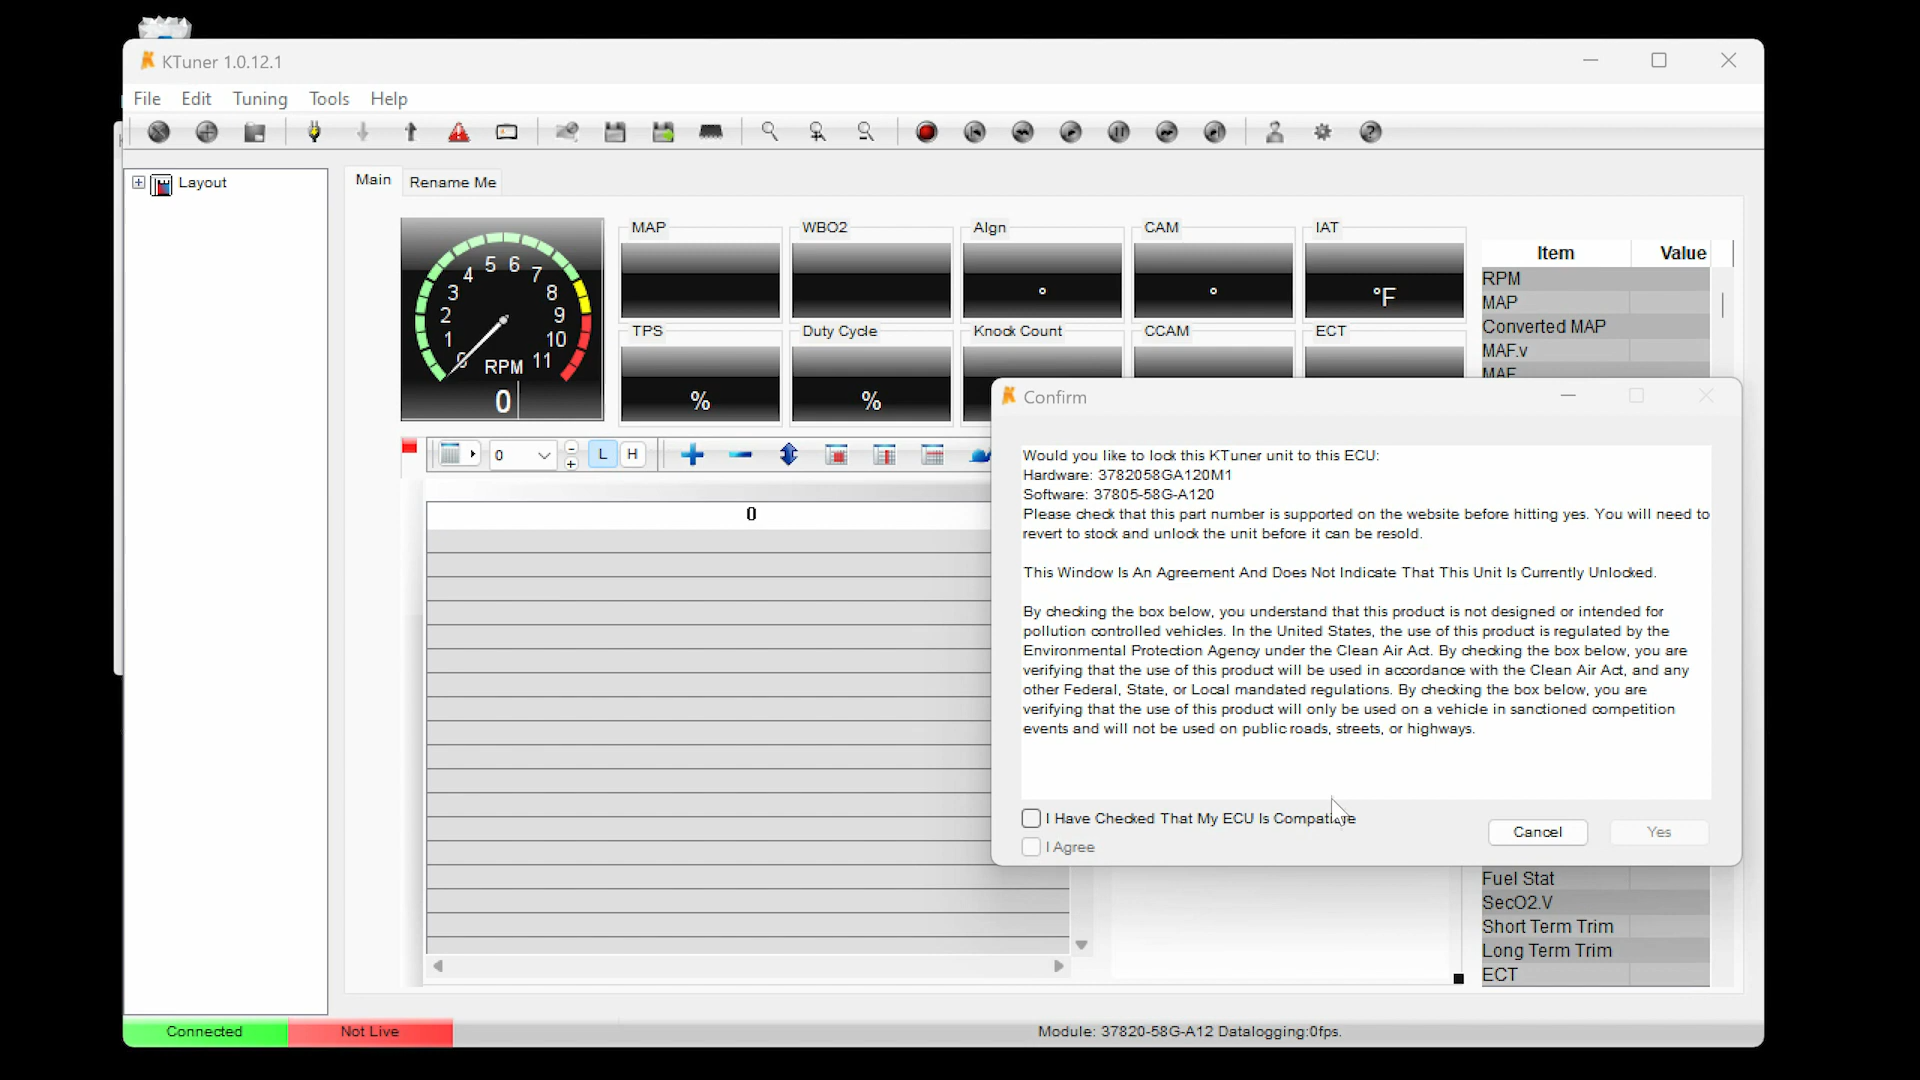 KTuner 1.0.12.1
File Edit Tuning Tools Help
Layout
Main Rename Me
MAP WBO2 AIgn CAM IAT
° ° °F
TPS Duty Cycle Knock Count CCAM ECT
% %
0 1 2 3 4 5 6 7 8 9 10 11
RPM
0
Item Value
RPM
MAP
Converted MAP
MAF.v
MAF
0 L H
0
Confirm
Would you like to lock this KTuner unit to this ECU:
Hardware: 3782058GA120M1
Software: 37805-58G-A120
Please check that this part number is supported on the website before hitting yes. You will need to
revert to stock and unlock the unit before it can be resold.
This Window Is An Agreement And Does Not Indicate That This Unit Is Currently Unlocked.
By checking the box below, you understand that this product is not designed or intended for
pollution controlled vehicles. In the United States, the use of this product is regulated by the
Environmental Protection Agency under the Clean Air Act. By checking the box below, you are
verifying that the use of this product will be used in accordance with the Clean Air Act, and any
other Federal, State, or Local mandated regulations. By checking the box below, you are
verifying that the use of this product will only be used on a vehicle in sanctioned competition
events and will not be used on public roads, streets, or highways.
I Have Checked That My ECU Is Compatible
I Agree
Cancel Yes
Fuel Stat
SecO2.V
Short Term Trim
Long Term Trim
ECT
Connected Not Live Module: 37820-58G-A12 Datalogging:0fps.